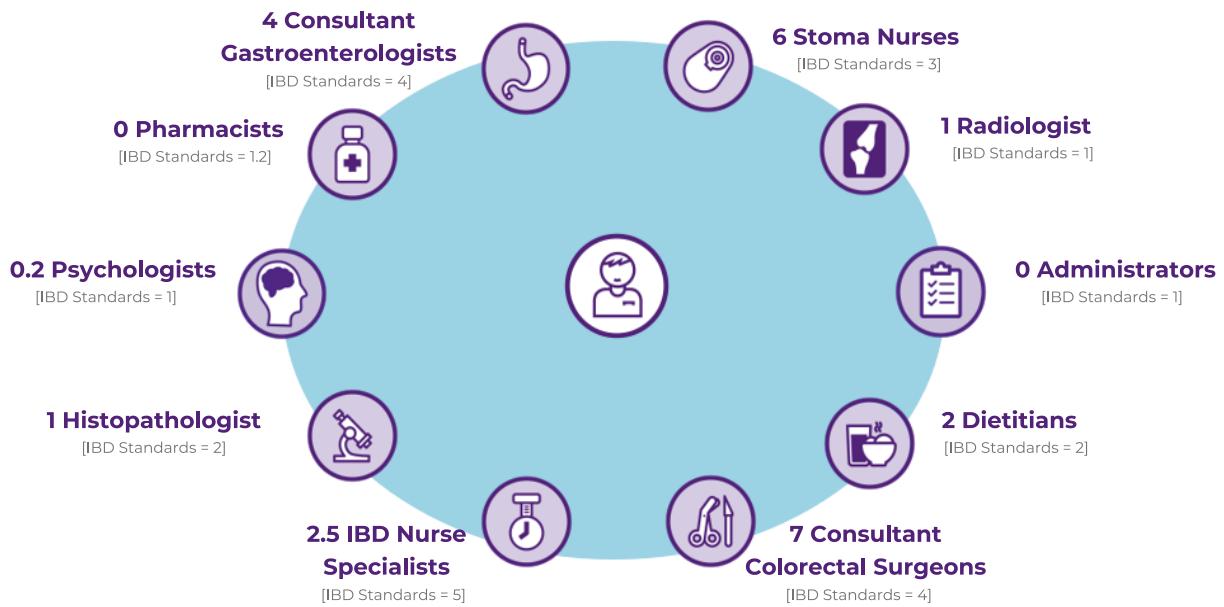 4 Consultant
Gastroenterologists
[IBD Standards = 4]
6 Stoma Nurses
[IBD Standards = 3]
0 Pharmacists
[IBD Standards = 1.2]
1 Radiologist
[IBD Standards = 1]
0.2 Psychologists
[IBD Standards = 1]
0 Administrators
[IBD Standards = 1]
1 Histopathologist
[IBD Standards = 2]
2 Dietitians
[IBD Standards = 2]
2.5 IBD Nurse
Specialists
[IBD Standards = 5]
7 Consultant
Colorectal Surgeons
[IBD Standards = 4]